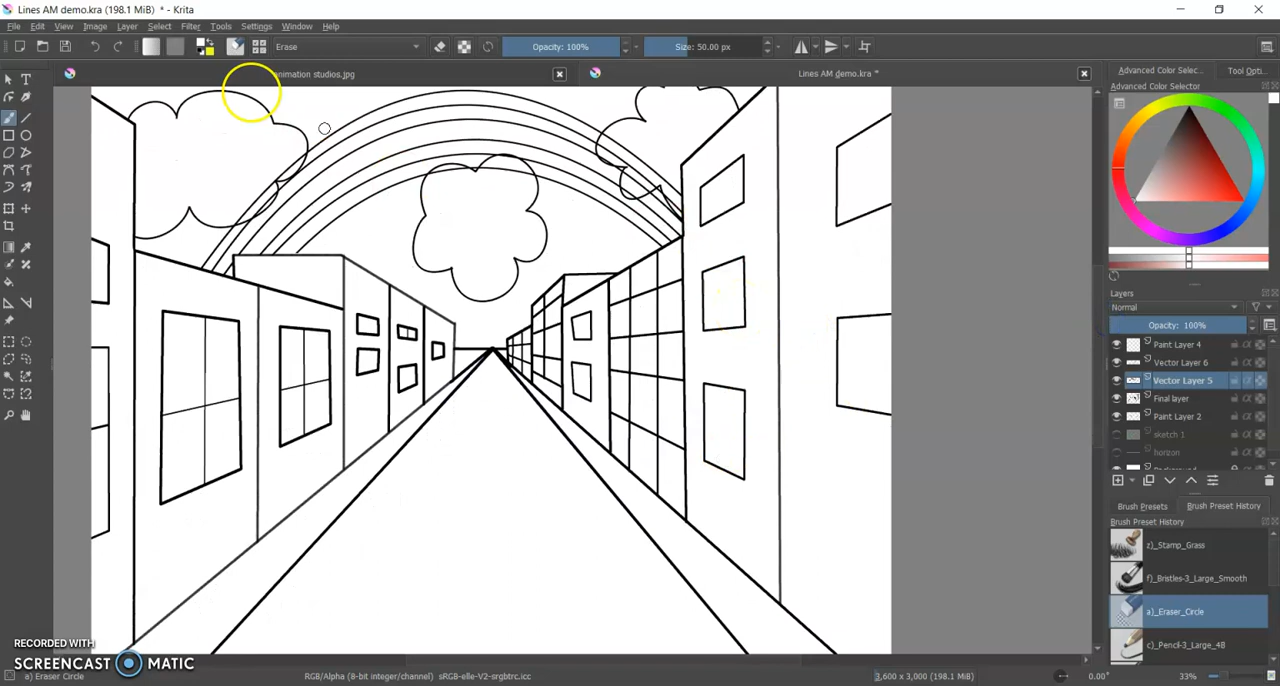 Lines AM demo.kra (198.1 MiB) * - Krita
File Edit View Image Layer Select Filter Tools Settings Window Help
Erase Opacity: 100% Size: 50.00 px
animation studios.jpg Lines AM demo.kra *
Advanced Color Selec... Tool Opti...
Advanced Color Selector
Layers
Normal
Opacity: 100%
Paint Layer 4
Vector Layer 6
Vector Layer 5
Final layer
Paint Layer 2
sketch 1
horizon
Background
Brush Presets Brush Preset History
Brush Preset History
z)_Stamp_Grass
f)_Bristles-3_Large_Smooth
a)_Eraser_Circle
c)_Pencil-3_Large_4B
RECORDED WITH
SCREENCAST MATIC
a) Eraser Circle RGB/Alpha (8-bit integer/channel) sRGB-elle-V2-srgbtrc.icc 3,600 x 3,000 (198.1 MiB) 0.00° 33%